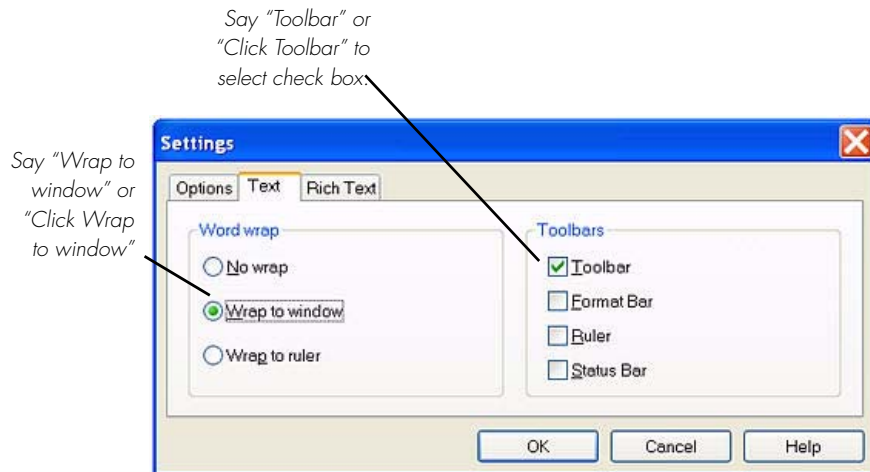 Say “Toolbar” or
“Click Toolbar” to
select check box.
Say “Wrap to
window” or
“Click Wrap
to window”
Settings
Options Text Rich Text
Word wrap
No wrap
Wrap to window
Wrap to ruler
Toolbars
Toolbar
Format Bar
Ruler
Status Bar
OK Cancel Help